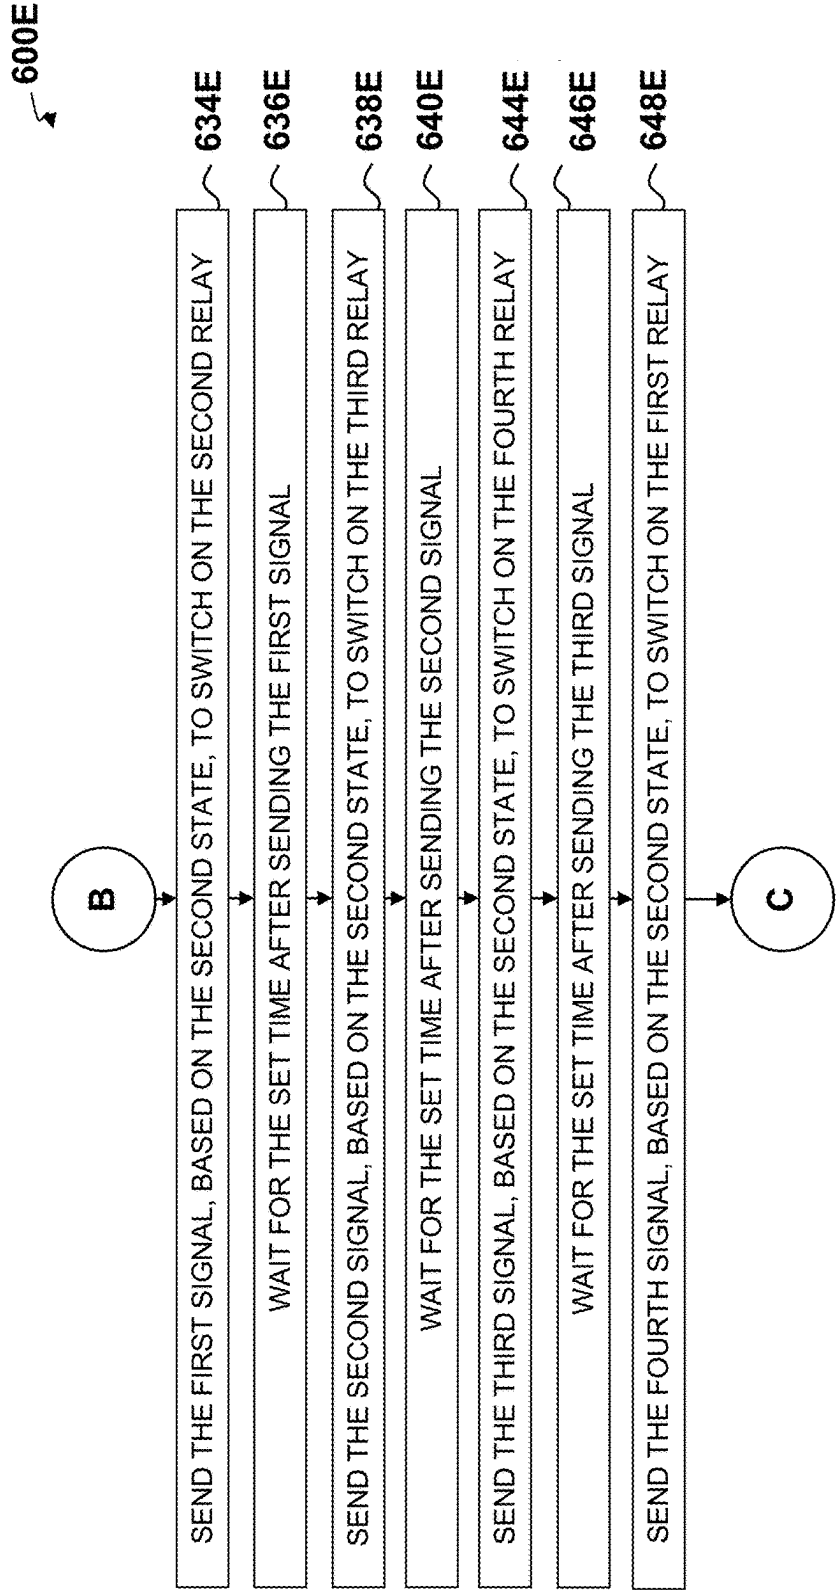 600E
B
SEND THE FIRST SIGNAL, BASED ON THE SECOND STATE, TO SWITCH ON THE SECOND RELAY
634E
WAIT FOR THE SET TIME AFTER SENDING THE FIRST SIGNAL
636E
SEND THE SECOND SIGNAL, BASED ON THE SECOND STATE, TO SWITCH ON THE THIRD RELAY
638E
WAIT FOR THE SET TIME AFTER SENDING THE SECOND SIGNAL
640E
SEND THE THIRD SIGNAL, BASED ON THE SECOND STATE, TO SWITCH ON THE FOURTH RELAY
644E
WAIT FOR THE SET TIME AFTER SENDING THE THIRD SIGNAL
646E
SEND THE FOURTH SIGNAL, BASED ON THE SECOND STATE, TO SWITCH ON THE FIRST RELAY
648E
C